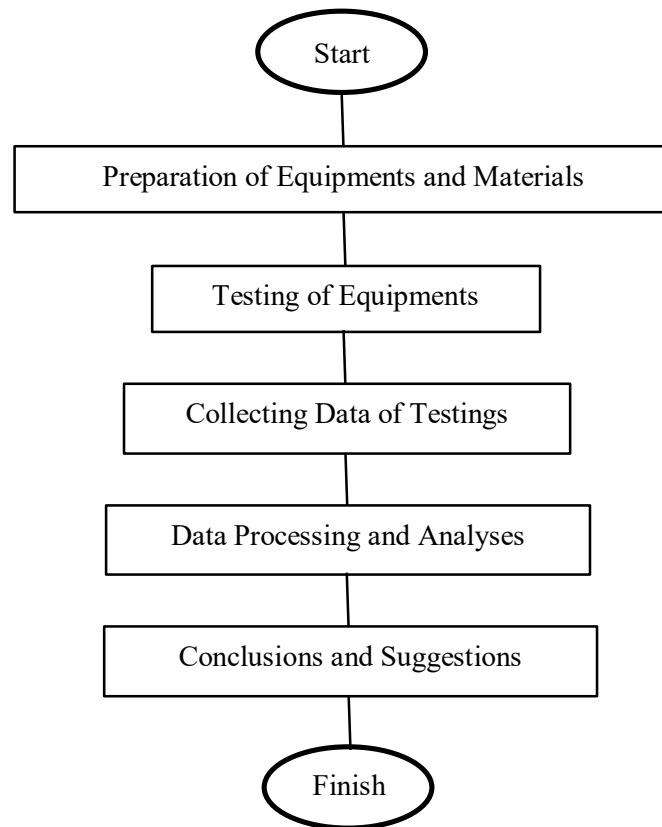 Start
Preparation of Equipments and Materials
Testing of Equipments
Collecting Data of Testings
Data Processing and Analyses
Conclusions and Suggestions
Finish